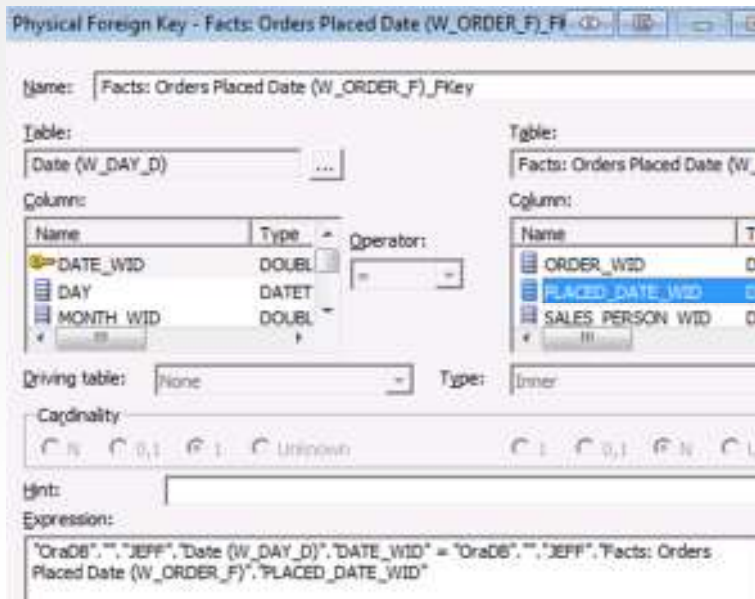 Physical Foreign Key - Facts: Orders Placed Date (W_ORDER_F)_FK
Name: Facts: Orders Placed Date (W_ORDER_F)_FKey
Table: Table:
Date (W_DAY_D) ... Facts: Orders Placed Date (W_
Column: Column:
Name Type Operator: Name T
DATE_WID DOUBL = ORDER_WID D
DAY DATET PLACED_DATE_WID D
MONTH_WID DOUBL SALES_PERSON_WID D
Driving table: None Type: Inner
Cardinality
N 0,1 1 Unknown 1 0,1 N U
Hint:
Expression:
"OraDB".""."JEFF"."Date (W_DAY_D)"."DATE_WID" = "OraDB".""."JEFF"."Facts: Orders
Placed Date (W_ORDER_F)"."PLACED_DATE_WID"